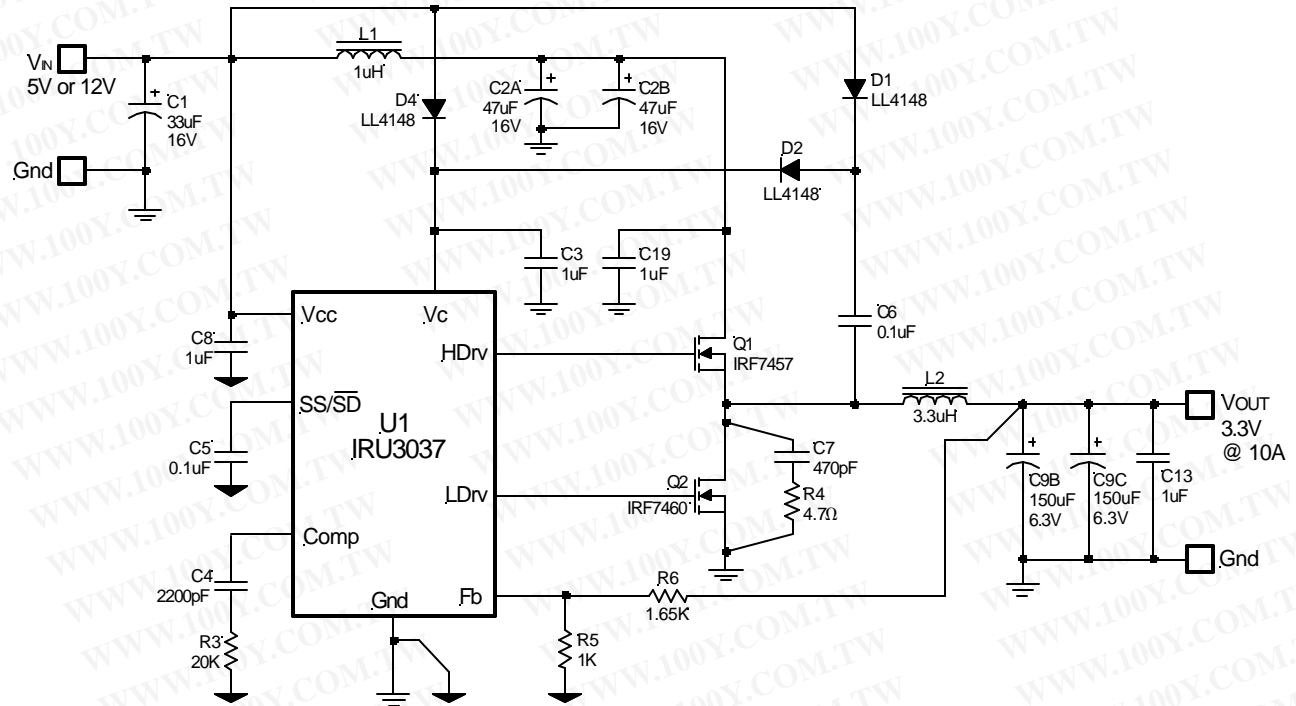 L1
1uH
VIN
5V or 12V
C1
33uF
16V
Gnd
D4
LL4148
C2A
47uF
16V
C2B
47uF
16V
D1
LL4148
D2
LL4148
C3
1uF
C19
1uF
C6
0.1uF
Vcc
Vc
HDrv
SS/SD
U1
IRU3037
LDrv
Comp
Gnd
Fb
C8
1uF
C5
0.1uF
C4
2200pF
R3
20K
Q1
IRF7457
Q2
IRF7460
C7
470pF
R4
4.7Ω
L2
3.3uH
VOUT
3.3V
@ 10A
C9B
150uF
6.3V
C9C
150uF
6.3V
C13
1uF
Gnd
R6
1.65K
R5
1K
WWW.100Y.COM.TW